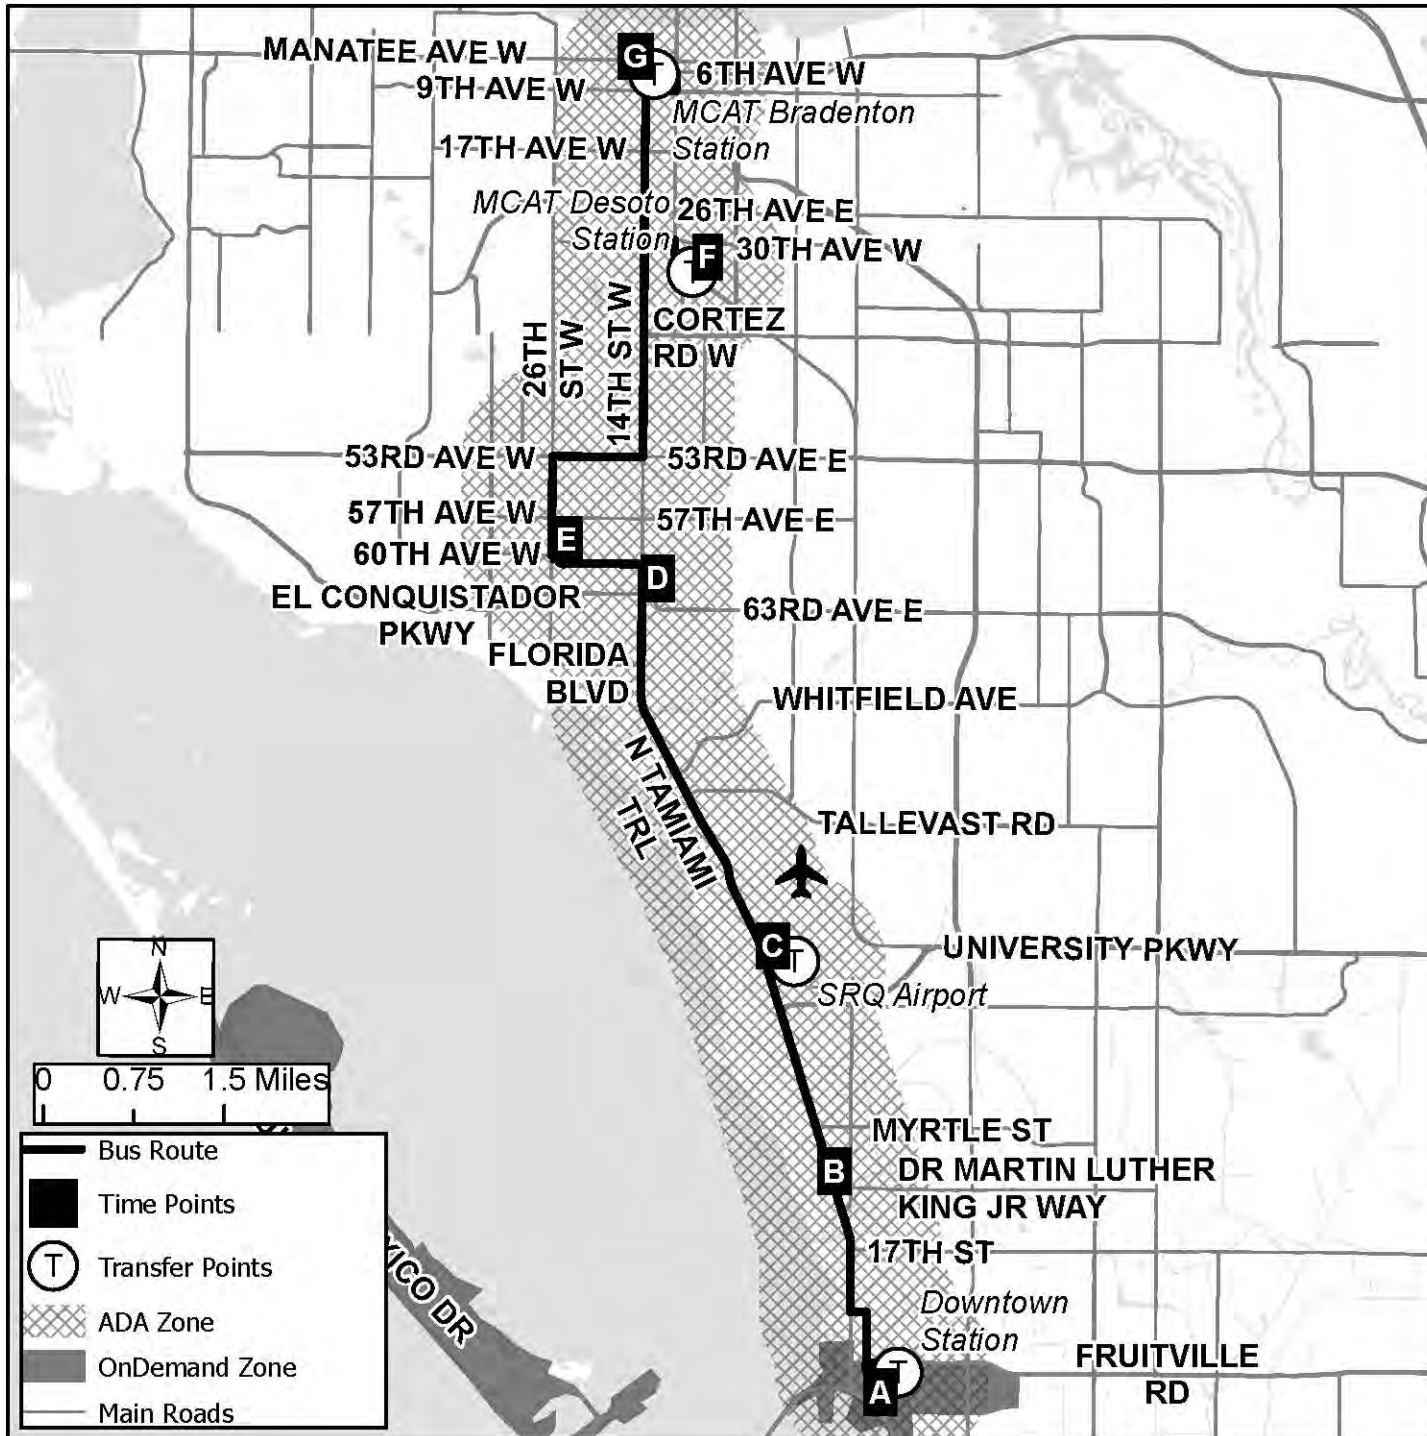 MANATEE AVE W
G
T
6TH AVE W
9TH AVE W
MCAT Bradenton
Station
17TH AVE W
MCAT Desoto
Station
26TH AVE E
F
T
30TH AVE W
CORTEZ
RD W
26TH
ST W
14TH ST W
53RD AVE W
53RD AVE E
57TH AVE W
57TH AVE E
E
60TH AVE W
D
EL CONQUISTADOR
PKWY
63RD AVE E
FLORIDA
BLVD
WHITFIELD AVE
N TAMIAMI
TRL
TALLEVAST RD
C
T
UNIVERSITY PKWY
SRQ Airport
N
W
E
S
0 0.75 1.5 Miles
MYRTLE ST
B
DR MARTIN LUTHER
KING JR WAY
17TH ST
Downtown
Station
T
A
FRUITVILLE
RD
XICO DR
Bus Route
Time Points
T
Transfer Points
ADA Zone
OnDemand Zone
Main Roads